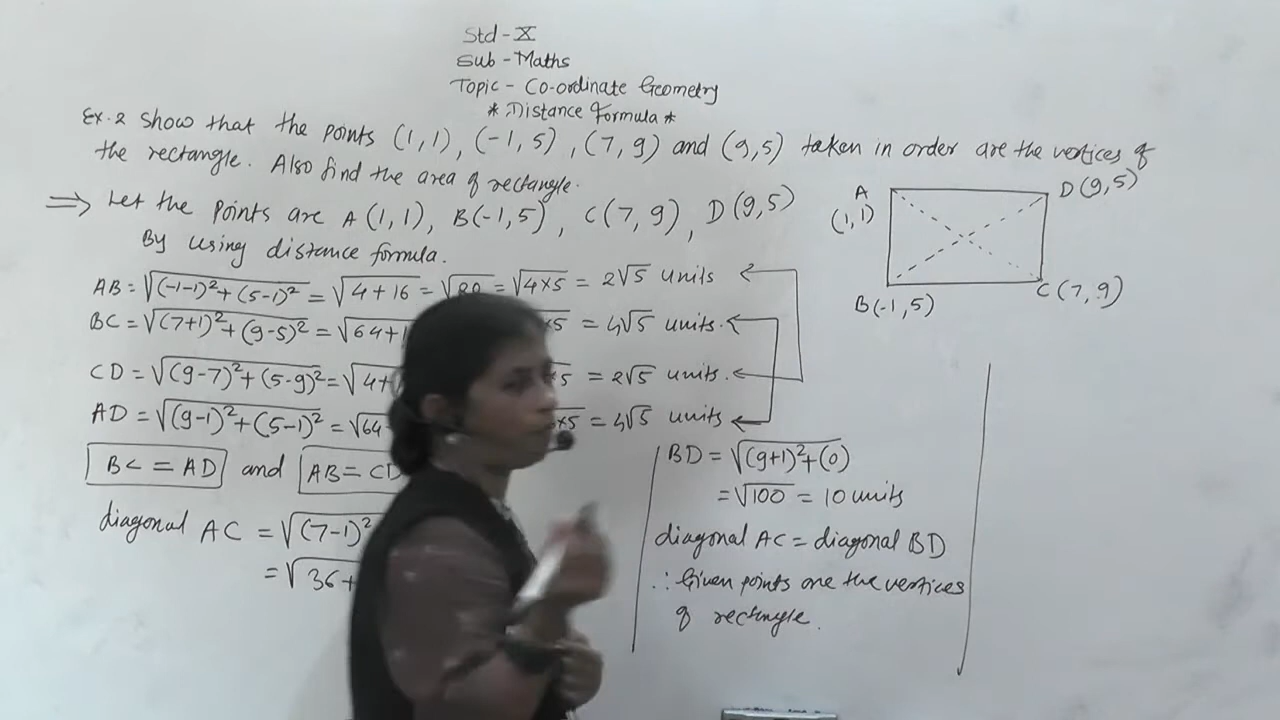 Std - X
Sub - Maths
Topic - Co-ordinate Geometry
* Distance Formula *
Ex. 2 Show that the points (1, 1), (-1, 5), (7, 9) and (9, 5) taken in order are the vertices of
the rectangle. Also find the area of rectangle.
⇒ Let the points are A (1, 1), B(-1, 5), C(7, 9), D(9, 5)
By using distance formula.
AB = √(-1-1)² + (5-1)² = √4 + 16 = √20 = √4×5 = 2√5 units
BC = √(7+1)² + (9-5)² = √64 + 1 ×5 = 4√5 units.
CD = √(9-7)² + (5-9)² = √4+ ×5 = 2√5 units.
AD = √(9-1)² + (5-1)² = √64 ×5 = 4√5 units
BC = AD and AB = CD
diagonal AC = √(7-1)²
= √36+
BD = √(9+1)² + (0)
= √100 = 10 units
diagonal AC = diagonal BD
∴ Given points are the vertices
of rectangle.
A
(1, 1)
D (9, 5)
B (-1, 5)
C (7, 9)